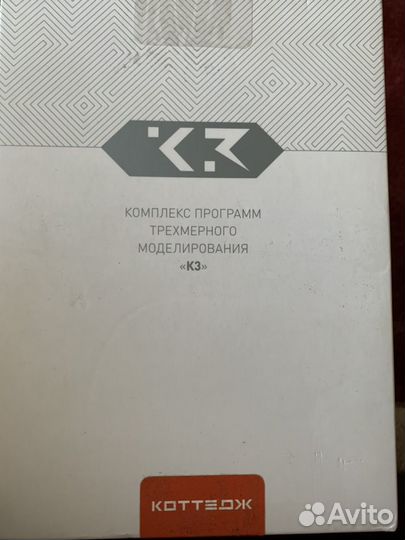 К3
КОМПЛЕКС ПРОГРАММ
ТРЕХМЕРНОГО
МОДЕЛИРОВАНИЯ
«К3»
КОТТЕДЖ
Avito